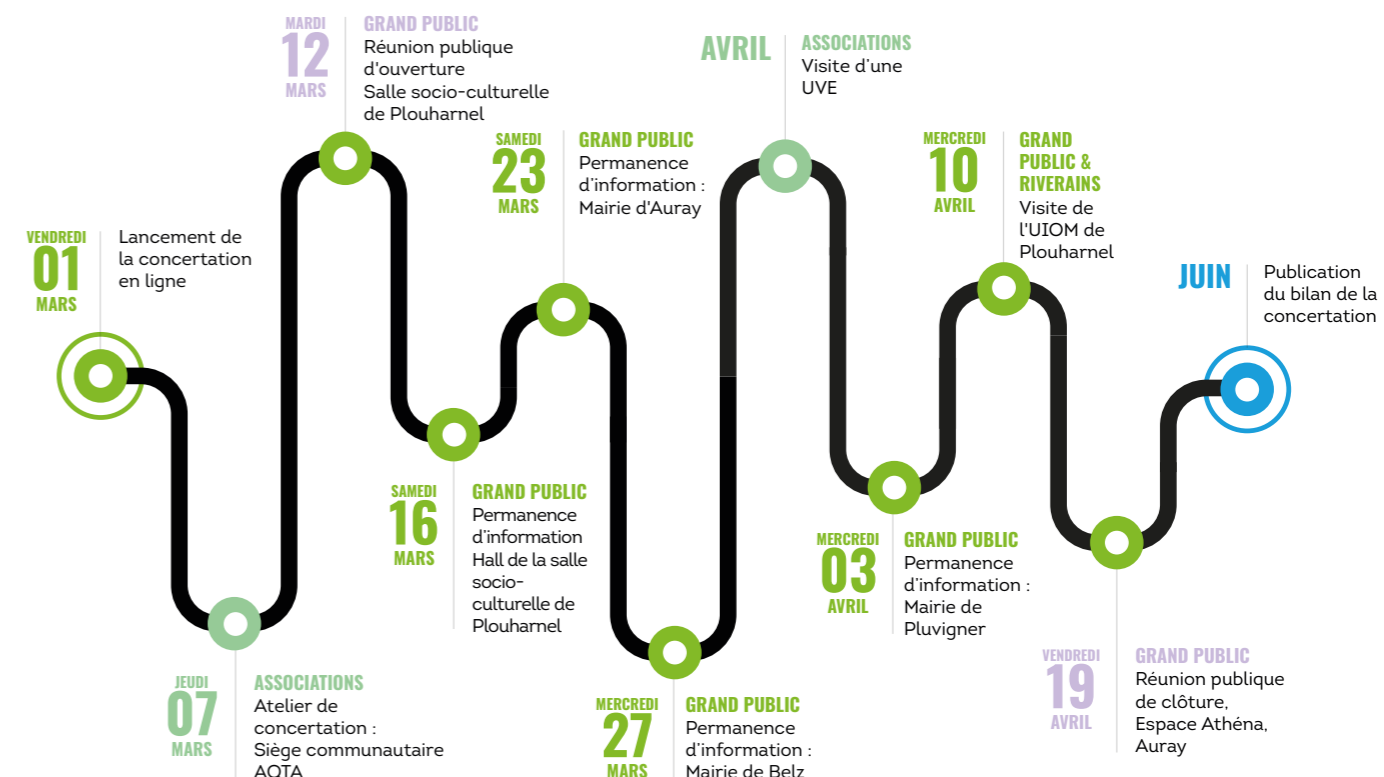 VENDREDI
01
MARS
Lancement de
la concertation
en ligne
JEUDI
07
MARS
ASSOCIATIONS
Atelier de
concertation :
Siège communautaire
AQTA
MARDI
12
MARS
GRAND PUBLIC
Réunion publique
d'ouverture
Salle socio-culturelle
de Plouharnel
SAMEDI
16
MARS
GRAND PUBLIC
Permanence
d'information
Hall de la salle
socio-
culturelle de
Plouharnel
SAMEDI
23
MARS
GRAND PUBLIC
Permanence
d'information :
Mairie d'Auray
MERCREDI
27
MARS
GRAND PUBLIC
Permanence
d'information :
Mairie de Belz
AVRIL
ASSOCIATIONS
Visite d'une
UVE
MERCREDI
03
AVRIL
GRAND PUBLIC
Permanence
d'information :
Mairie de
Pluvigner
MERCREDI
10
AVRIL
GRAND
PUBLIC &
RIVERAINS
Visite de
l'UIOM de
Plouharnel
VENDREDI
19
AVRIL
GRAND PUBLIC
Réunion publique
de clôture,
Espace Athéna,
Auray
JUIN
Publication
du bilan de la
concertation